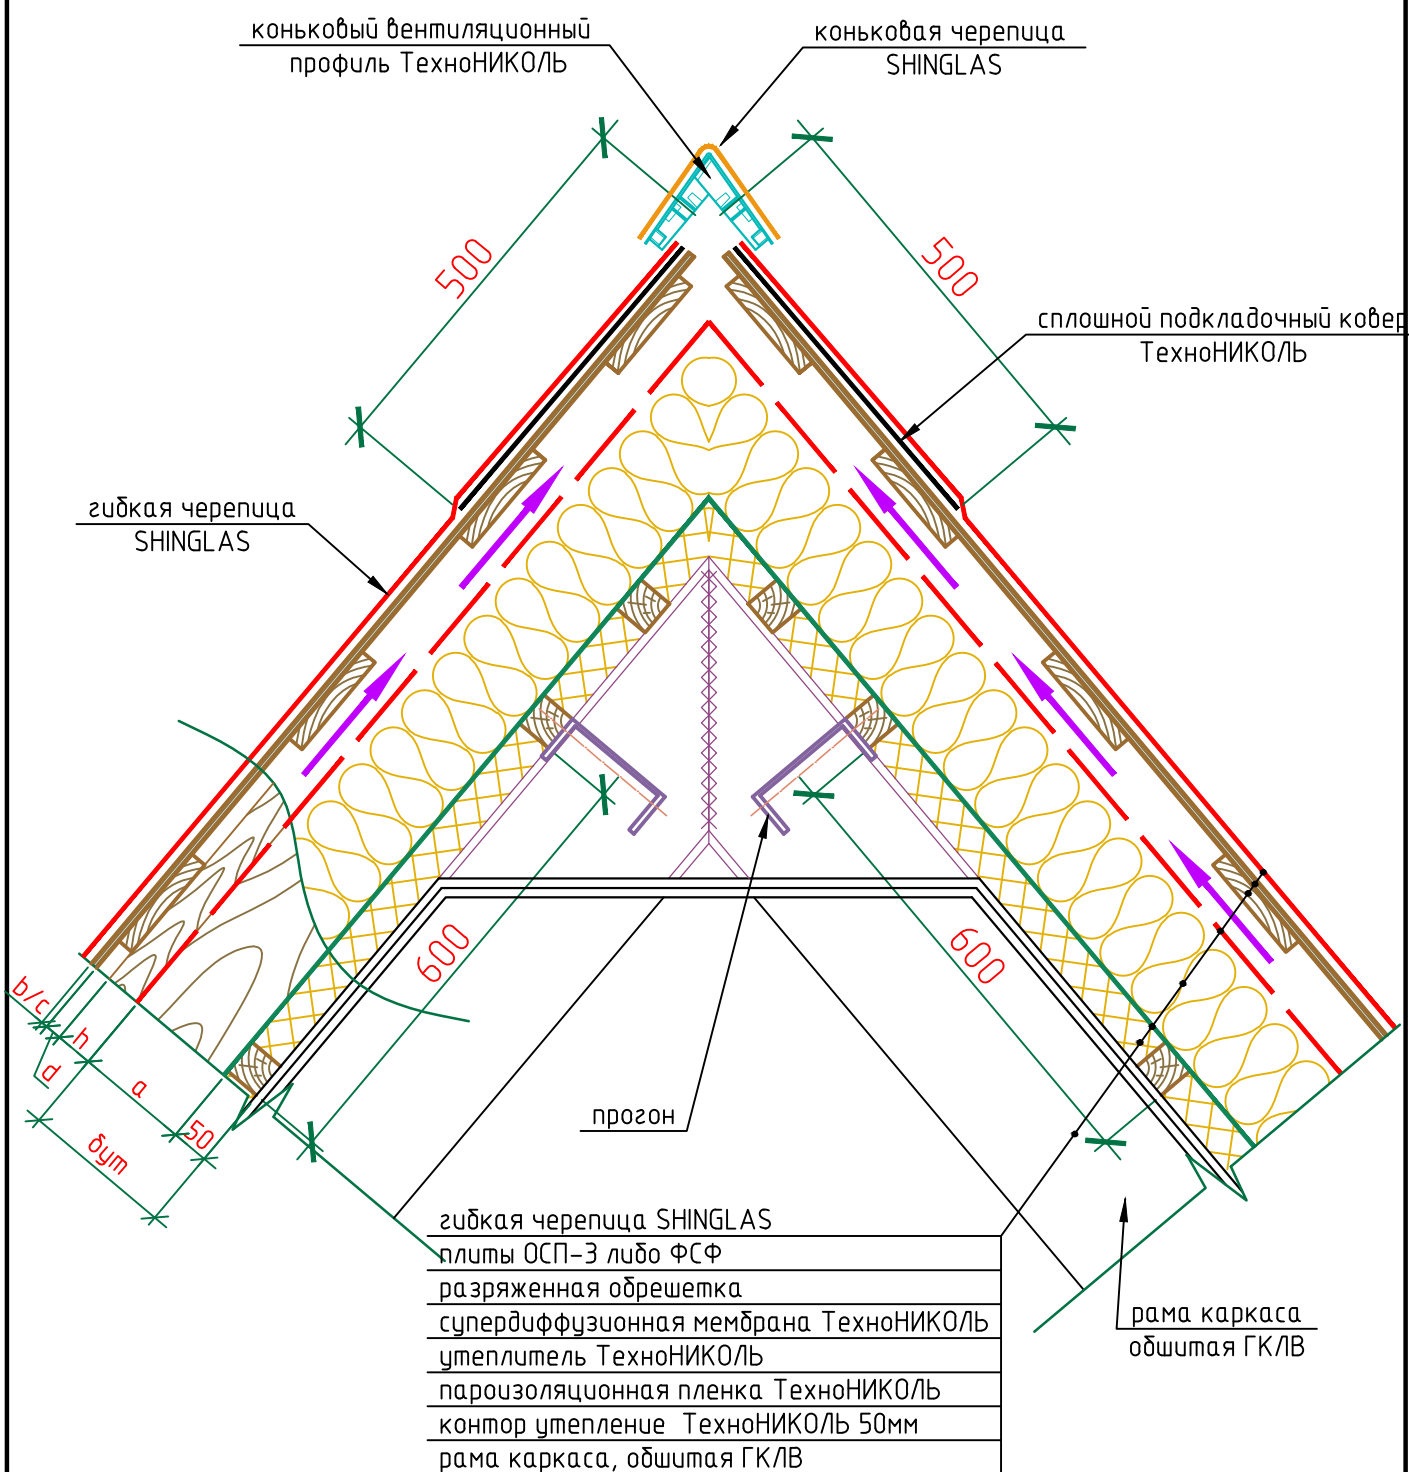 коньковый вентиляционный
профиль ТехноНИКОЛЬ
коньковая черепица
SHINGLAS
500
500
сплошной подкладочный ковер
ТехноНИКОЛЬ
гибкая черепица
SHINGLAS
600
600
b/c
h
d
a
50
бут
прогон
гибкая черепица SHINGLAS
плиты ОСП-3 либо ФСФ
разряженная обрешетка
супердиффузионная мембрана ТехноНИКОЛЬ
утеплитель ТехноНИКОЛЬ
пароизоляционная пленка ТехноНИКОЛЬ
контор утепление ТехноНИКОЛЬ 50мм
рама каркаса, обшитая ГКЛВ
рама каркаса
обшитая ГКЛВ